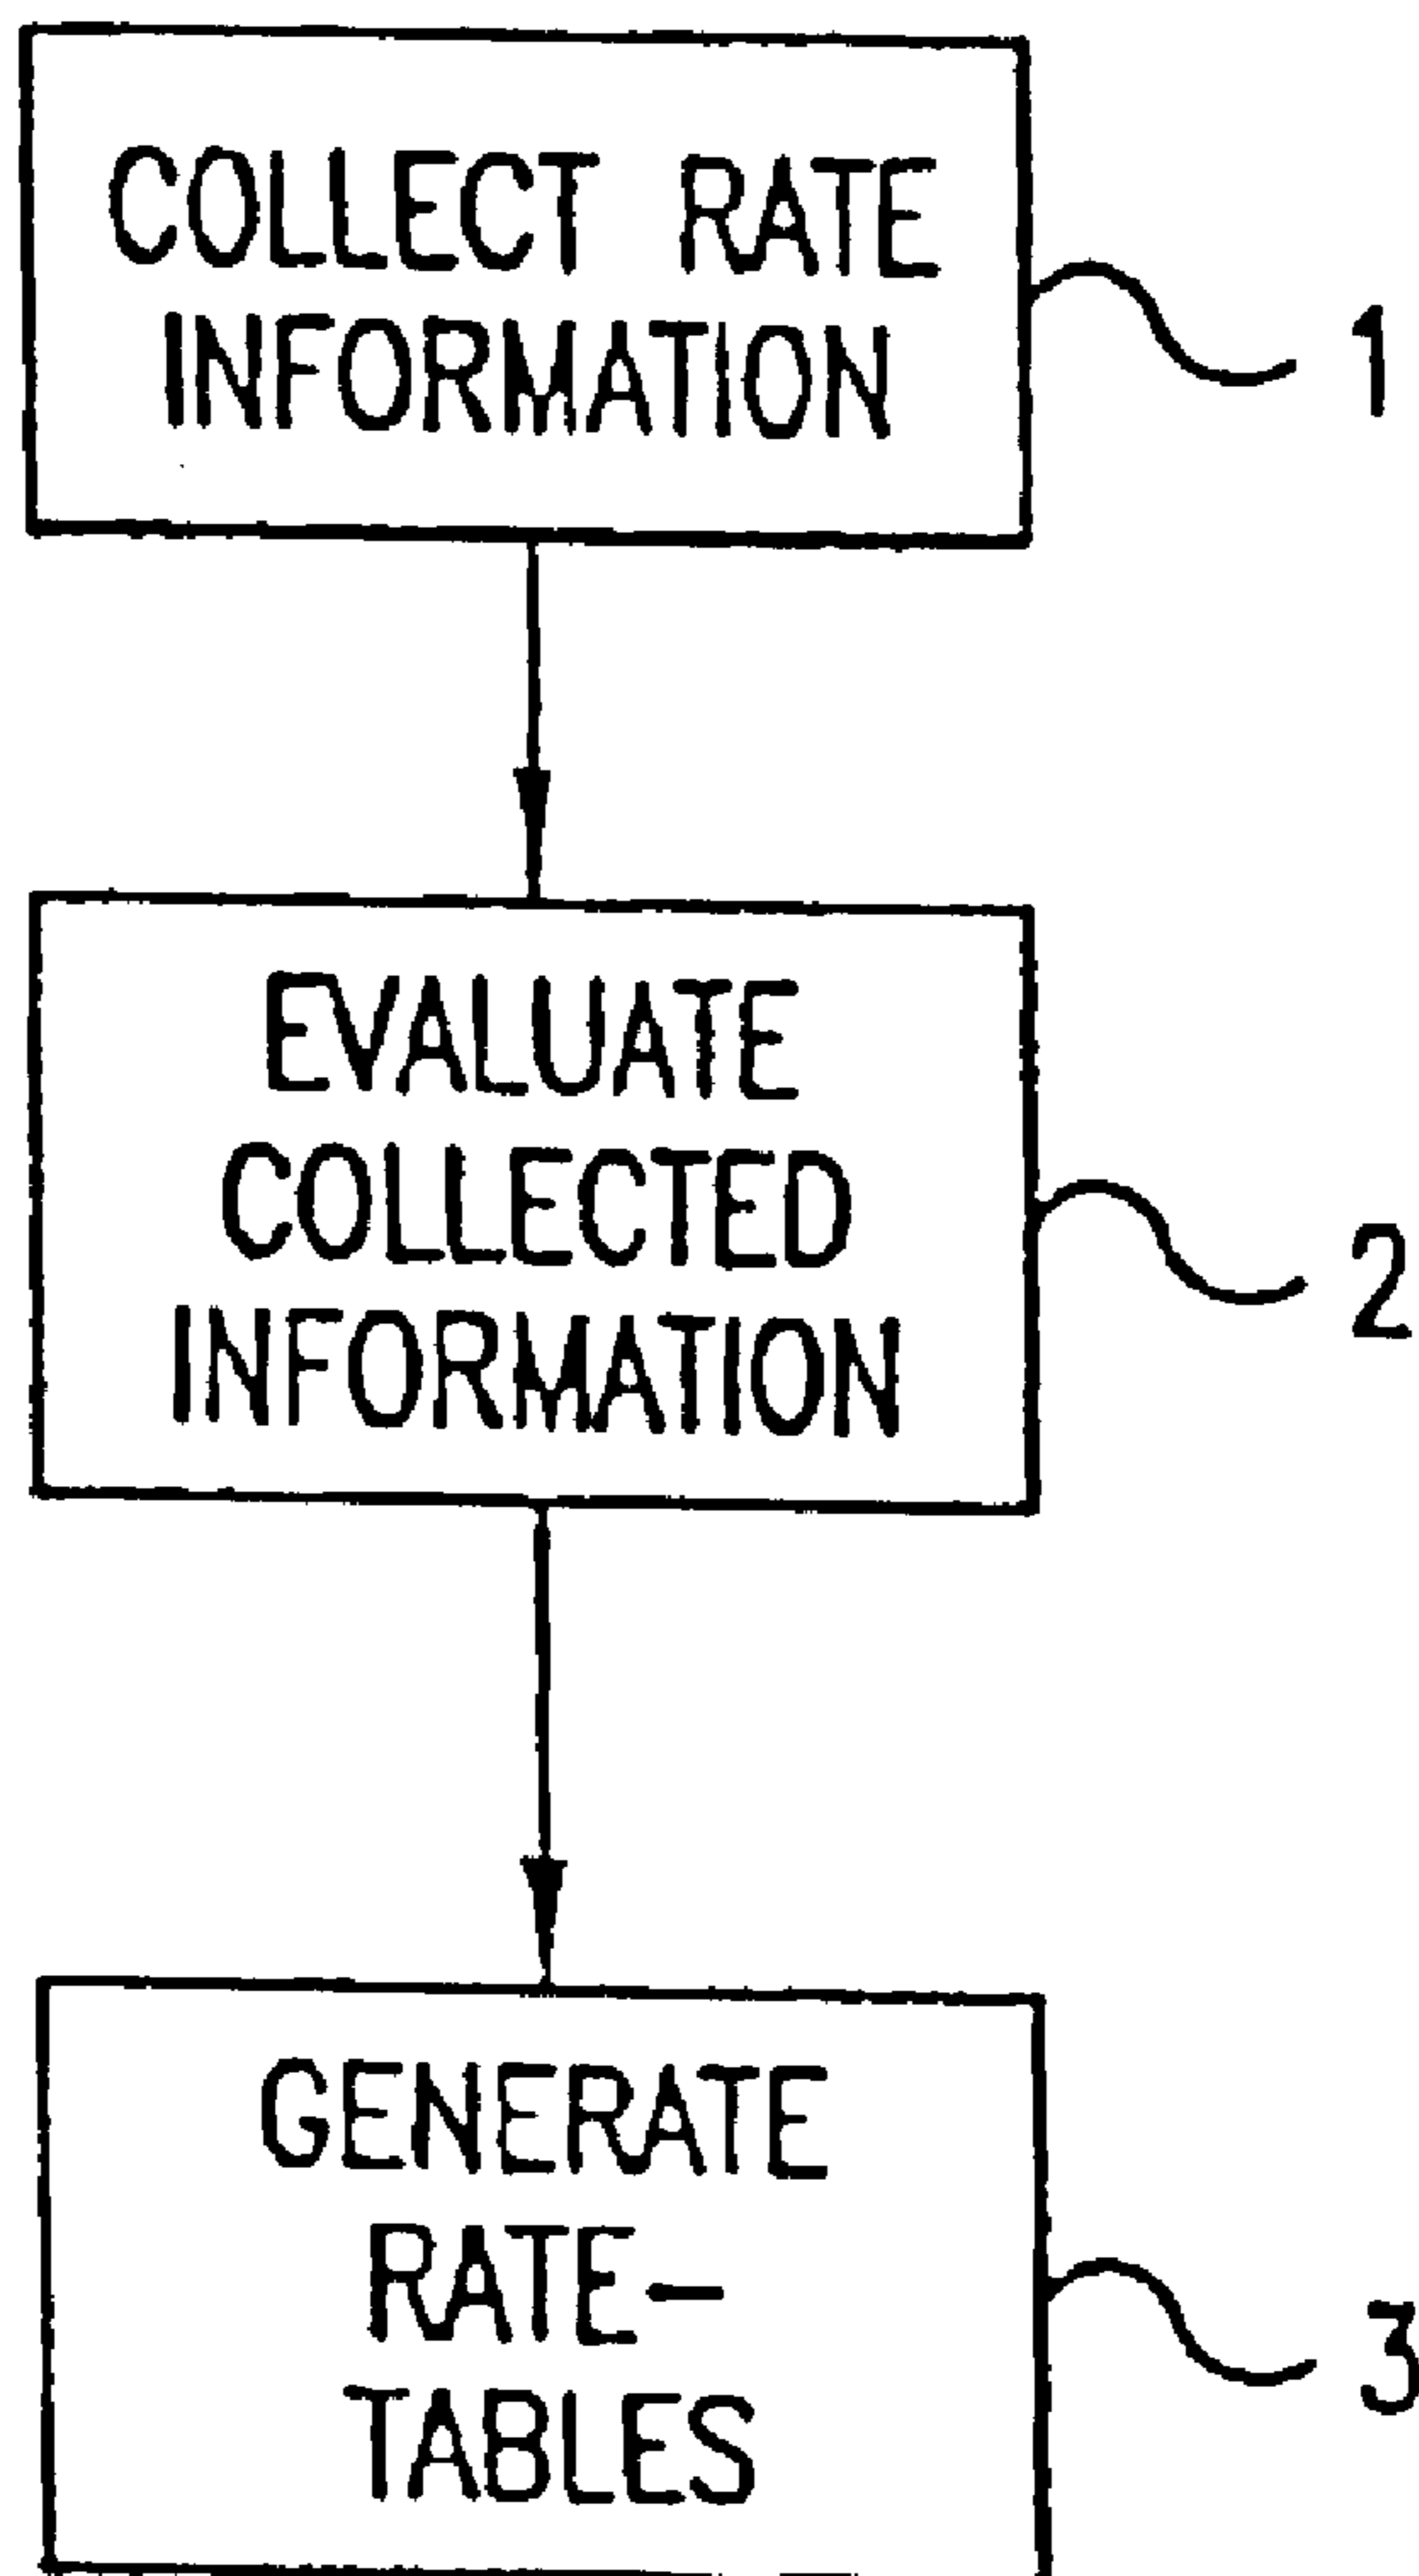 COLLECT RATE
INFORMATION
1
EVALUATE
COLLECTED
INFORMATION
2
GENERATE
RATE-
TABLES
3